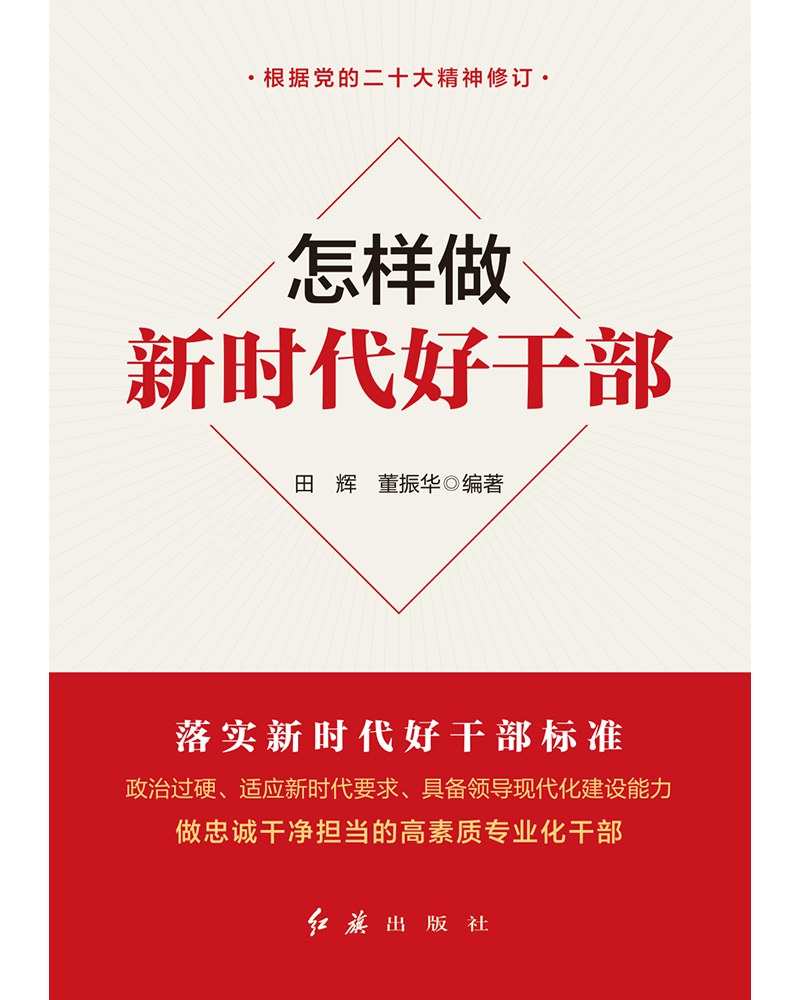 ·根据党的二十大精神修订·
怎样做
新时代好干部
田 辉 董振华◎编著
落实新时代好干部标准
政治过硬、适应新时代要求、具备领导现代化建设能力
做忠诚干净担当的高素质专业化干部
红旗出版社